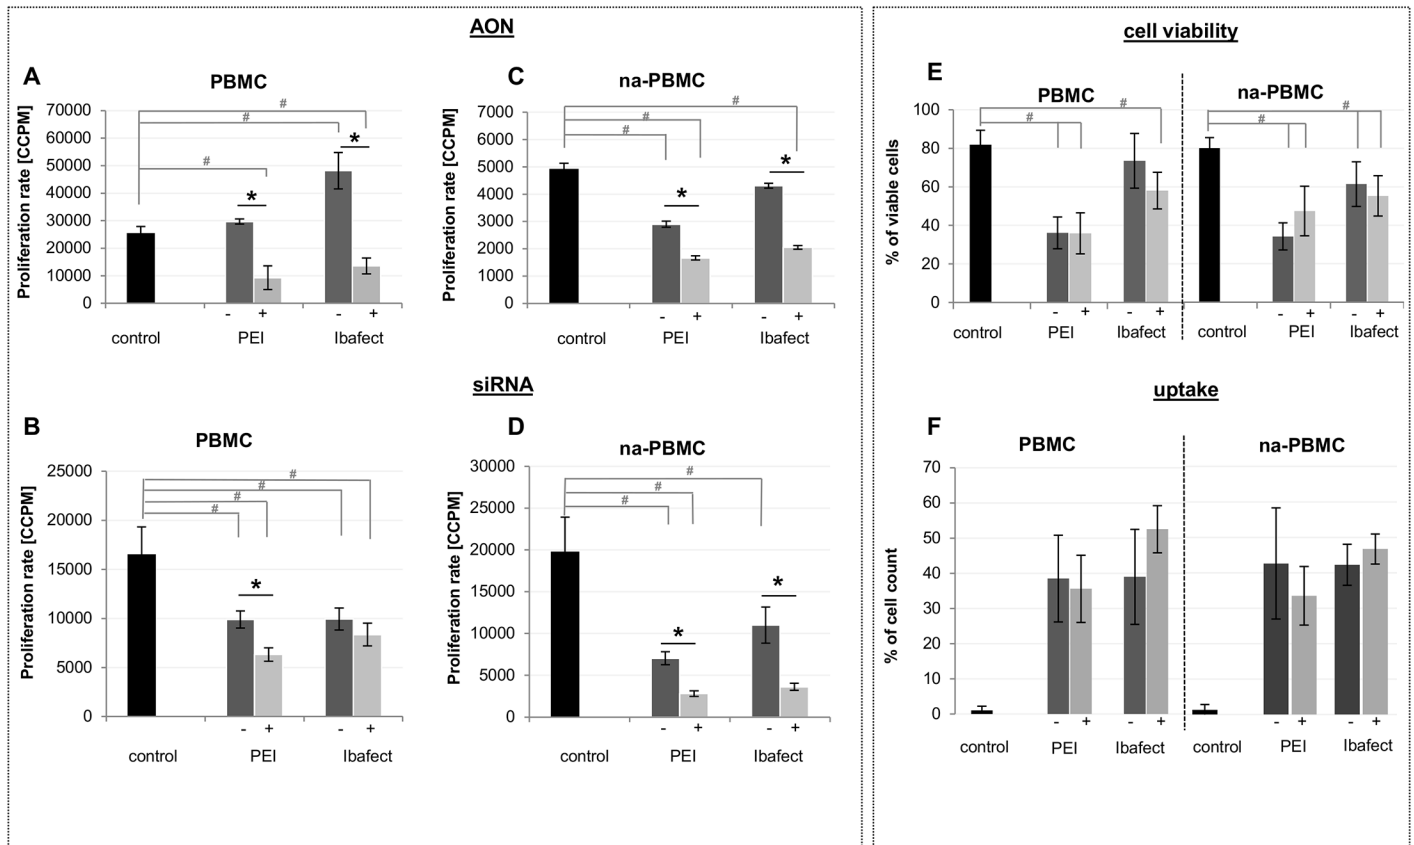 AON
A
PBMC
Proliferation rate [CCPM]
70000
60000
50000
40000
30000
20000
10000
0
#
#
#
*
*
- + - +
control PEI Ibafect
C
na-PBMC
Proliferation rate [CCPM]
7000
6000
5000
4000
3000
2000
1000
0
#
#
#
*
*
- + - +
control PEI Ibafect
siRNA
B
PBMC
Proliferation rate [CCPM]
25000
20000
15000
10000
5000
0
#
#
#
#
*
- + - +
control PEI Ibafect
D
na-PBMC
Proliferation rate [CCPM]
30000
25000
20000
15000
10000
5000
0
#
#
#
*
*
- + - +
control PEI Ibafect
cell viability
E
PBMC na-PBMC
% of viable cells
100
80
60
40
20
0
# #
# #
- + - + - + - +
control PEI Ibafect control PEI Ibafect
uptake
F
PBMC na-PBMC
% of cell count
70
60
50
40
30
20
10
0
- + - + - + - +
control PEI Ibafect control PEI Ibafect